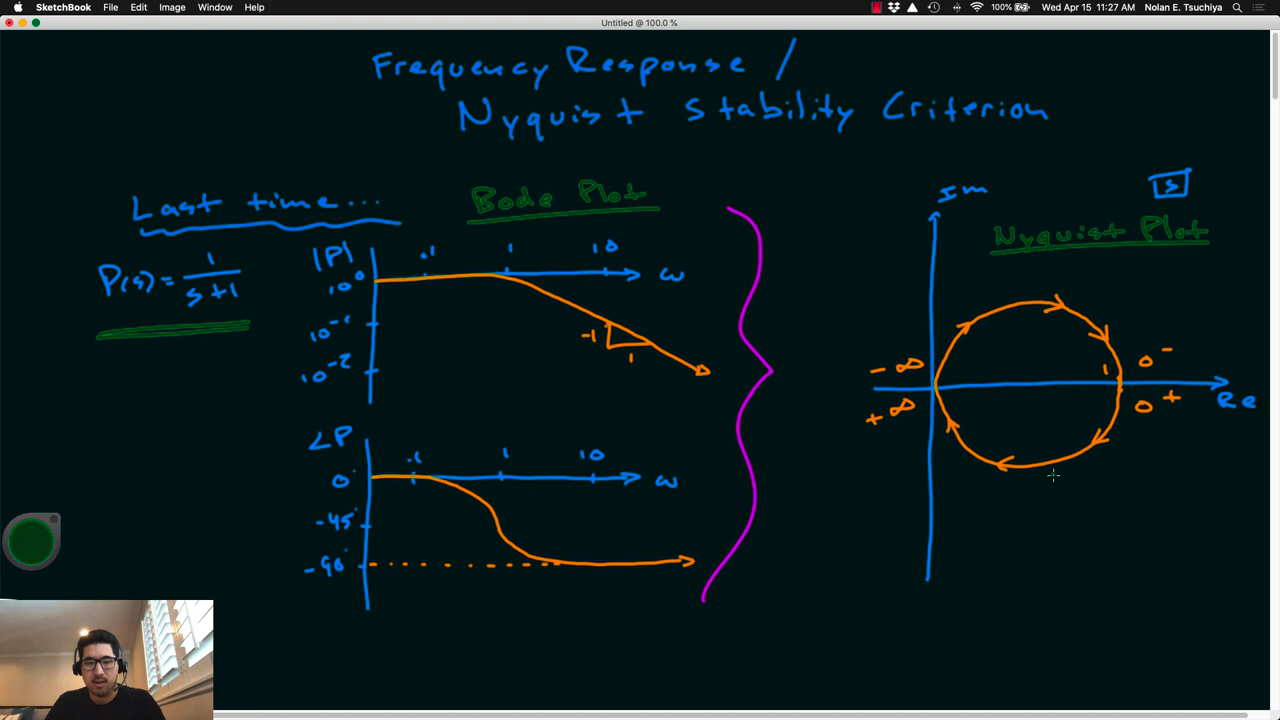 SketchBook File Edit Image Window Help 100% Wed Apr 15 11:27 AM Nolan E. Tsuchiya
Untitled @ 100.0 %
Frequency Response /
Nyquist Stability Criterion
Last time...
P(s) = 1/(s+1)
Bode Plot
|P|
.1 1 10 ω
10⁰
10⁻¹
10⁻²
-1
1
∠P
.1 1 10 ω
0°
-45°
-90°
Im
S
Nyquist Plot
-∞ 1 0⁻
+∞ 0⁺
Re